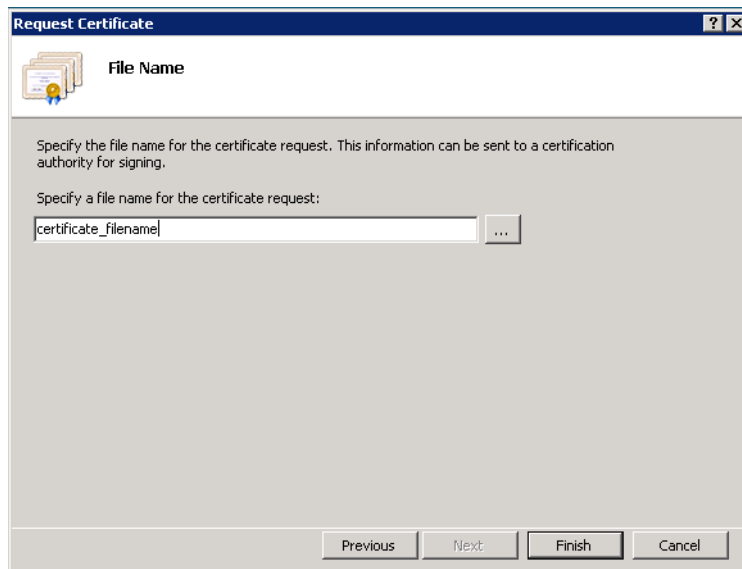 Request Certificate
File Name
Specify the file name for the certificate request. This information can be sent to a certification
authority for signing.
Specify a file name for the certificate request:
certificate_filename
...
Previous Next Finish Cancel